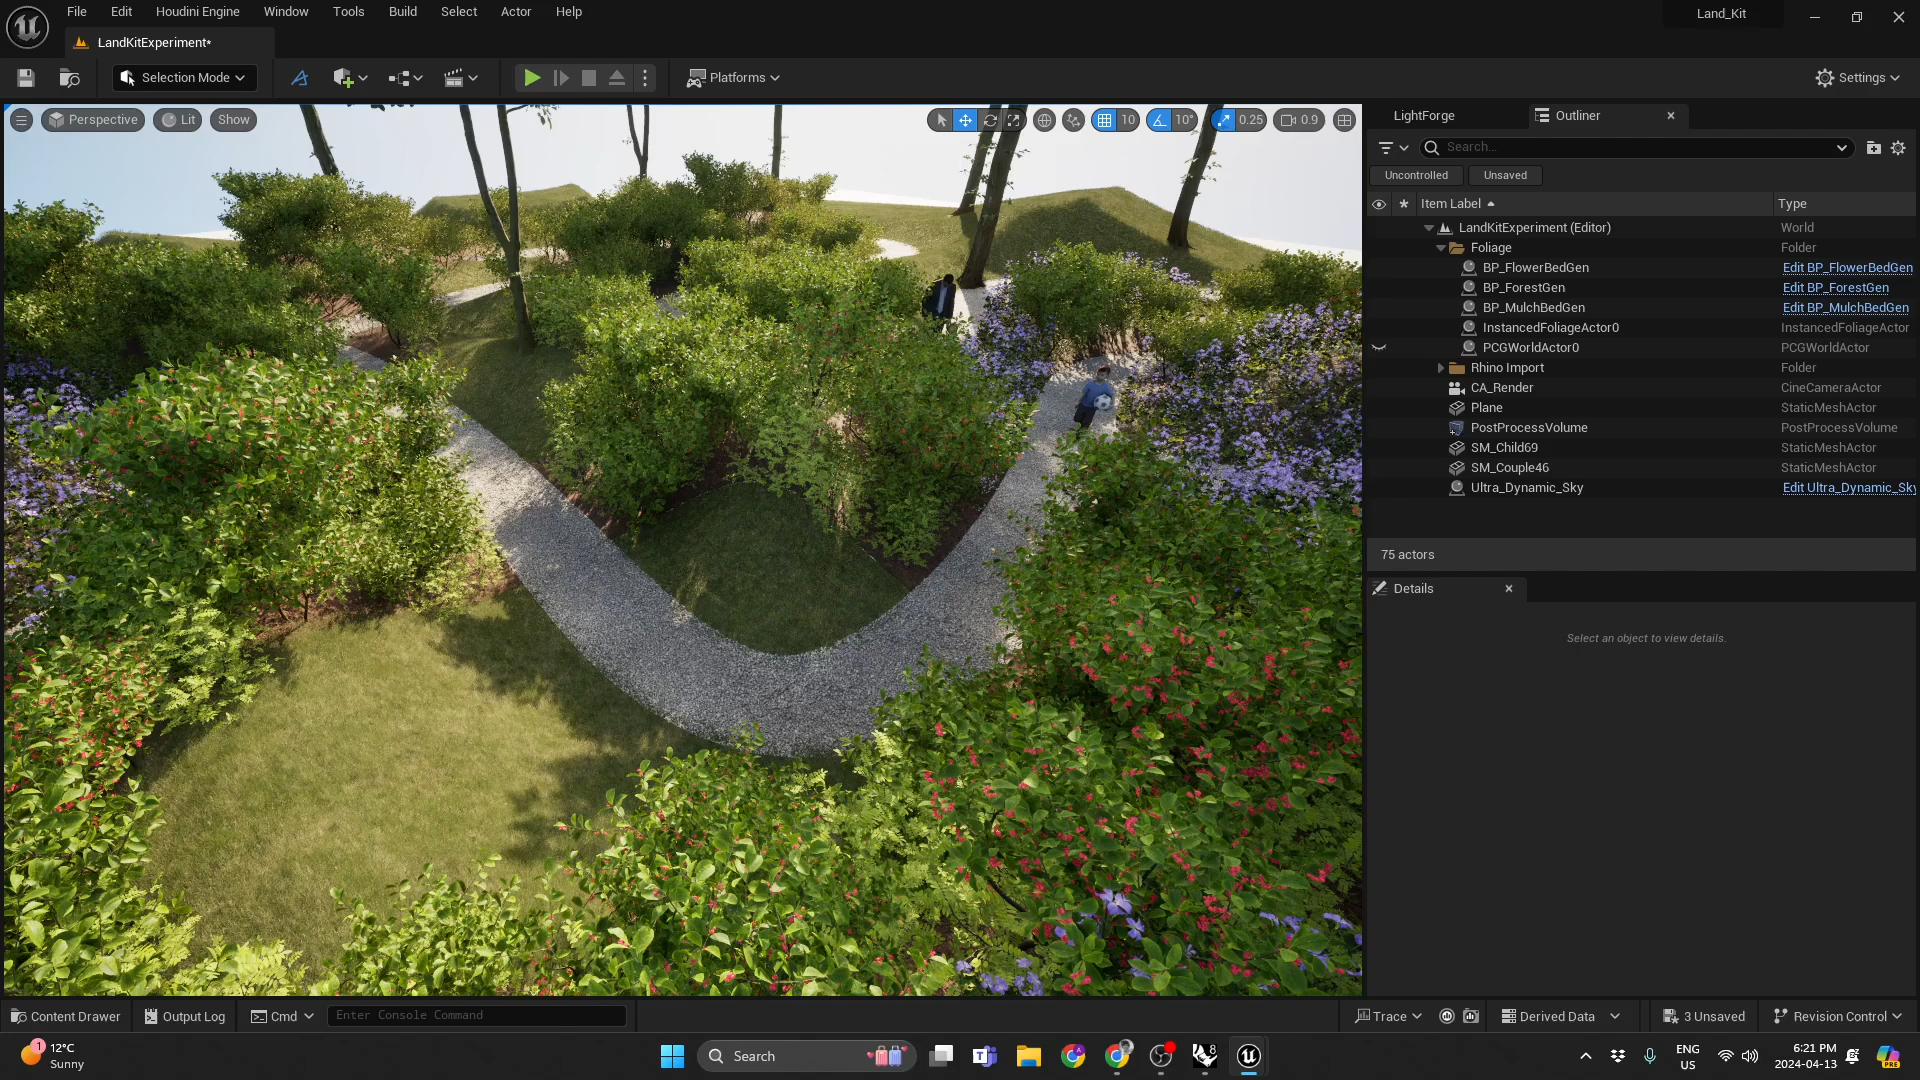 File Edit Houdini Engine Window Tools Build Select Actor Help
Land_Kit
LandKitExperiment*
Selection Mode
Platforms
Settings
Perspective Lit Show
10 10° 0.25 0.9
LightForge
Outliner
Search...
Uncontrolled Unsaved
Item Label Type
LandKitExperiment (Editor) World
Foliage Folder
BP_FlowerBedGen Edit BP_FlowerBedGen
BP_ForestGen Edit BP_ForestGen
BP_MulchBedGen Edit BP_MulchBedGen
InstancedFoliageActor0 InstancedFoliageActor
PCGWorldActor0 PCGWorldActor
Rhino Import Folder
CA_Render CineCameraActor
Plane StaticMeshActor
PostProcessVolume PostProcessVolume
SM_Child69 StaticMeshActor
SM_Couple46 StaticMeshActor
Ultra_Dynamic_Sky Edit Ultra_Dynamic_Sky
75 actors
Details
Select an object to view details.
Content Drawer Output Log Cmd Enter Console Command
Trace Derived Data 3 Unsaved Revision Control
1
12°C
Sunny
Search
8
ENG
US
6:21 PM
2024-04-13
PRE